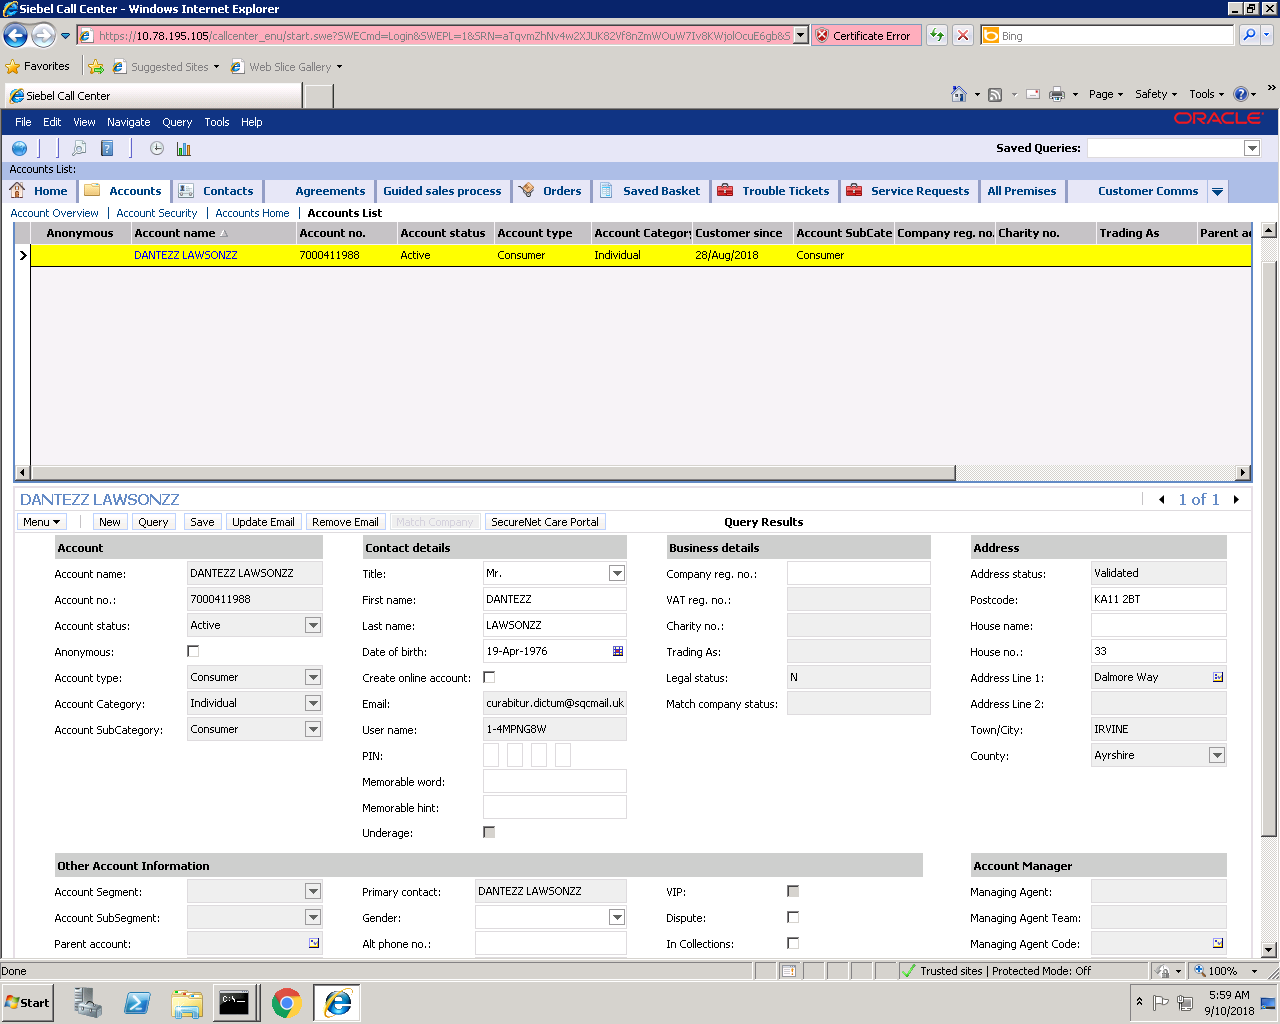 Siebel Call Center - Windows Internet Explorer
https://10.78.195.105/callcenter_enu/start.swe?SWECmd=Login&SWEPL=1&SRN=
Certificate Error
Bing
Favorites Suggested Sites Web Slice Gallery
Siebel Call Center
Page Safety Tools
File Edit View Navigate Query Tools Help
ORACLE
Saved Queries:
Accounts List:
Home Accounts Contacts Agreements Guided sales process Orders Saved Basket Trouble Tickets Service Requests All Premises Customer Comms
Account Overview | Account Security | Accounts Home | Accounts List
Anonymous Account name Account no. Account status Account type Account Category Customer since Account SubCate Company reg. no. Charity no. Trading As Parent ac
DANTEZZ LAWSONZZ 7000411988 Active Consumer Individual 28/Aug/2018 Consumer
DANTEZZ LAWSONZZ
1 of 1
Menu New Query Save Update Email Remove Email Match Company SecureNet Care Portal Query Results
Account Contact details Business details Address
Account name: DANTEZZ LAWSONZZ Title: Mr. Company reg. no.: Address status: Validated
Account no.: 7000411988 First name: DANTEZZ VAT reg. no.: Postcode: KA11 2BT
Account status: Active Last name: LAWSONZZ Charity no.: House name:
Anonymous: Date of birth: 19-Apr-1976 Trading As: House no.: 33
Account type: Consumer Create online account: Legal status: N Address Line 1: Dalmore Way
Account Category: Individual Email: curabitur.dictum@sqcmail.uk Match company status: Address Line 2:
Account SubCategory: Consumer User name: 1-4MPNG8W Town/City: IRVINE
PIN: County: Ayrshire
Memorable word:
Memorable hint:
Underage:
Other Account Information Account Manager
Account Segment: Primary contact: DANTEZZ LAWSONZZ VIP: Managing Agent:
Account SubSegment: Gender: Dispute: Managing Agent Team:
Parent account: Alt phone no.: In Collections: Managing Agent Code:
Done
Trusted sites | Protected Mode: Off
100%
Start
5:59 AM
9/10/2018